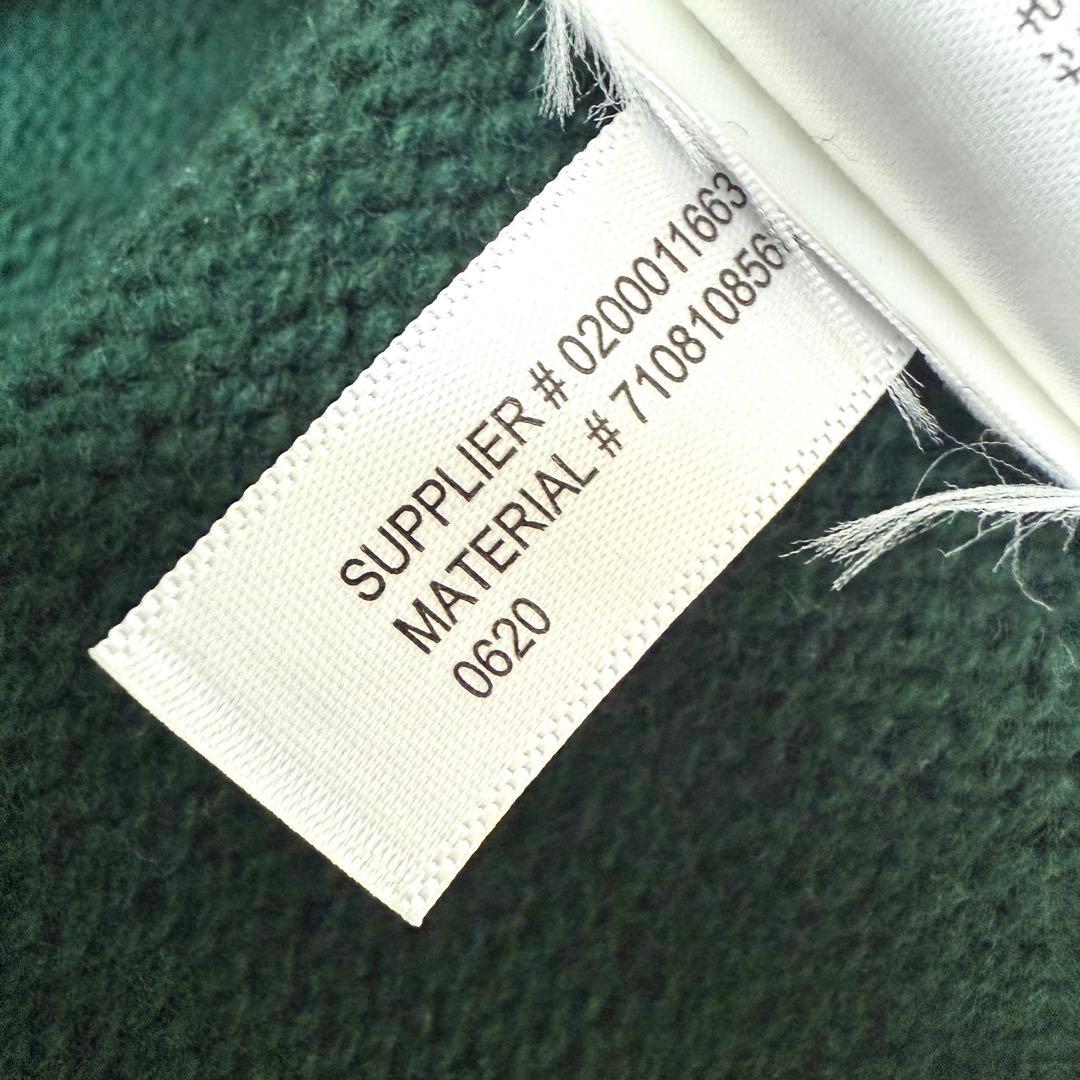 SUPPLIER # 0200011663
MATERIAL # 710810856
0620